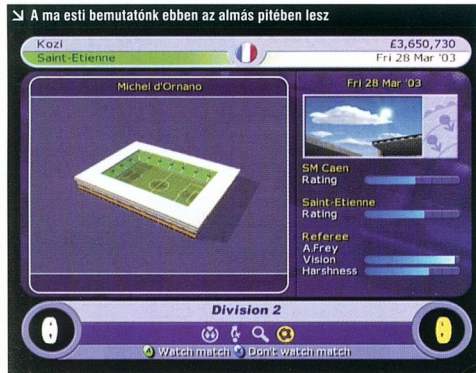 A ma esti bemutatónk ebben az almás pitében lesz
Kozi £3,650,730
Saint-Etienne Fri 28 Mar '03
Michel d'Ornano
Fri 28 Mar '03
SM Caen
Rating
Saint-Etienne
Rating
Referee
A.Frey
Vision
Harshness
Division 2
A Watch match Don't watch match